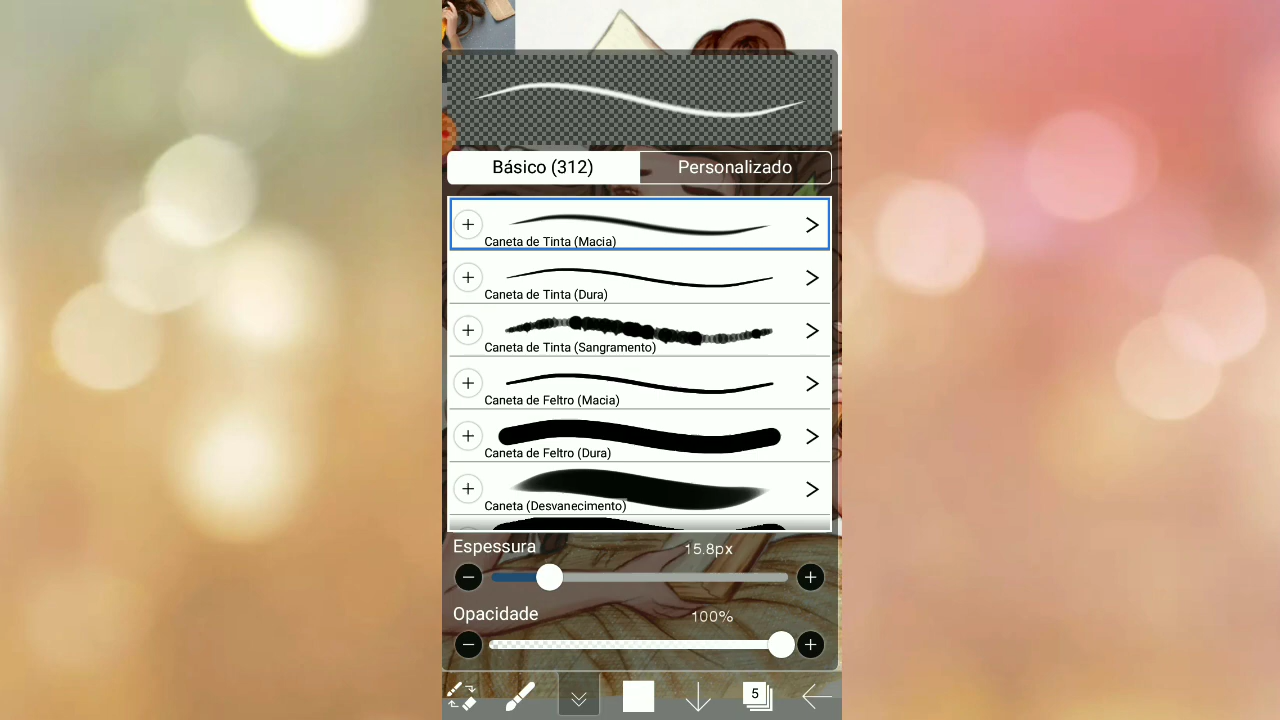 Básico (312)
Personalizado
Caneta de Tinta (Macia)
Caneta de Tinta (Dura)
Caneta de Tinta (Sangramento)
Caneta de Feltro (Macia)
Caneta de Feltro (Dura)
Caneta (Desvanecimento)
Espessura
15.8px
Opacidade
100%
5